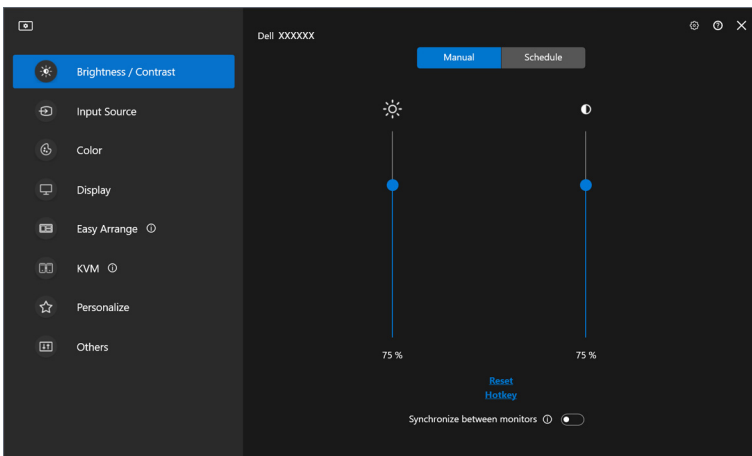 Dell XXXXXX
Manual Schedule
Brightness / Contrast
Input Source
Color
Display
Easy Arrange
KVM
Personalize
Others
75 % 75 %
Reset
Hotkey
Synchronize between monitors